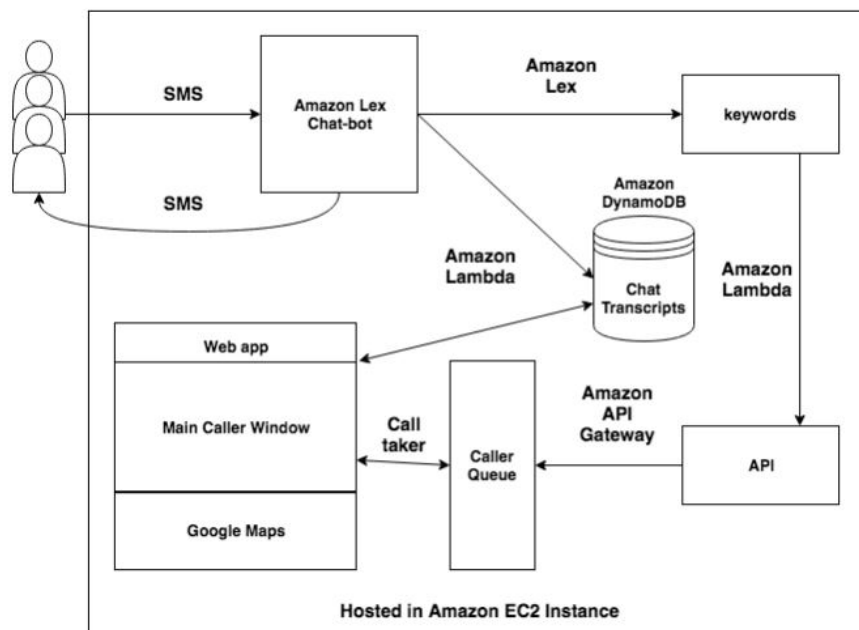 SMS
Amazon Lex
Chat-bot
Amazon
Lex
keywords
SMS
Amazon
DynamoDB
Chat
Transcripts
Amazon
Lambda
Amazon
Lambda
Web app
Main Caller Window
Google Maps
Call
taker
Caller
Queue
Amazon
API
Gateway
API
Hosted in Amazon EC2 Instance